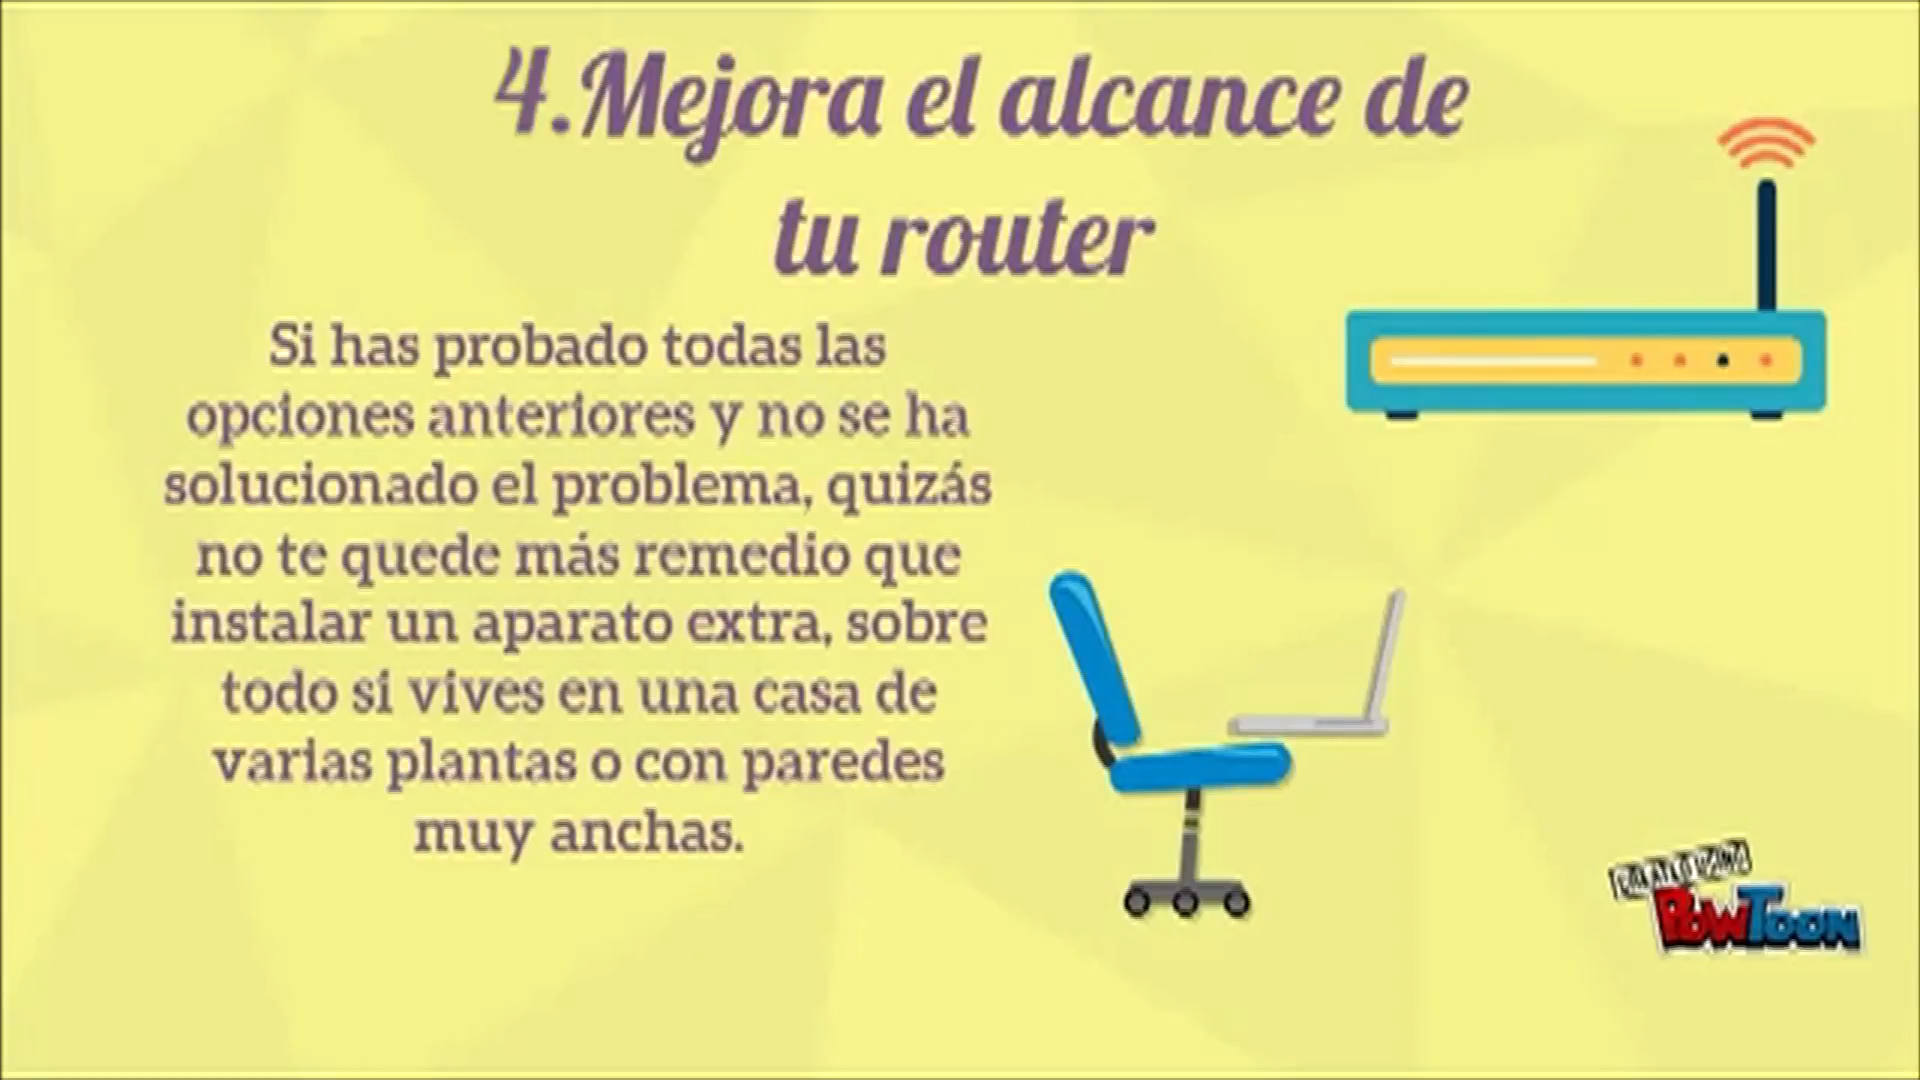 4.Mejora el alcance de
tu router
Si has probado todas las
opciones anteriores y no se ha
solucionado el problema, quizás
no te quede más remedio que
instalar un aparato extra, sobre
todo si vives en una casa de
varias plantas o con paredes
muy anchas.
CREATED USING
POWTOON